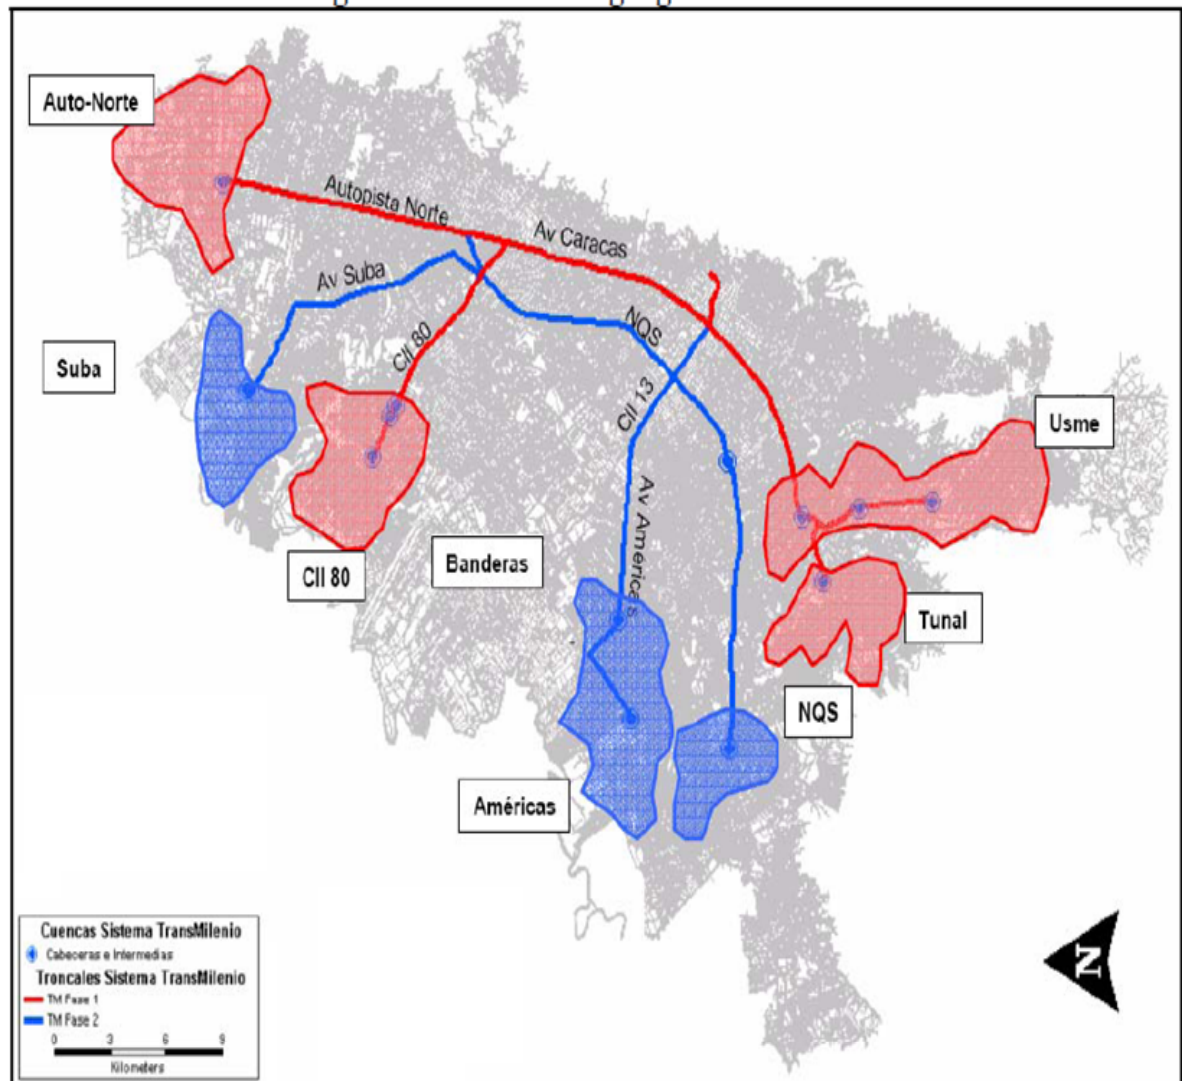 Auto-Norte
Autopista Norte
Av Caracas
Av Suba
NQS
Suba
Cll 80
Cll 13
Usme
Av Américas
Banderas
Cll 80
Tunal
NQS
Américas
Cuencas Sistema TransMilenio
Cabeceras e Intermedias
Troncales Sistema TransMilenio
TM Fase 1
TM Fase 2
0 3 6 9
Kilometers
N